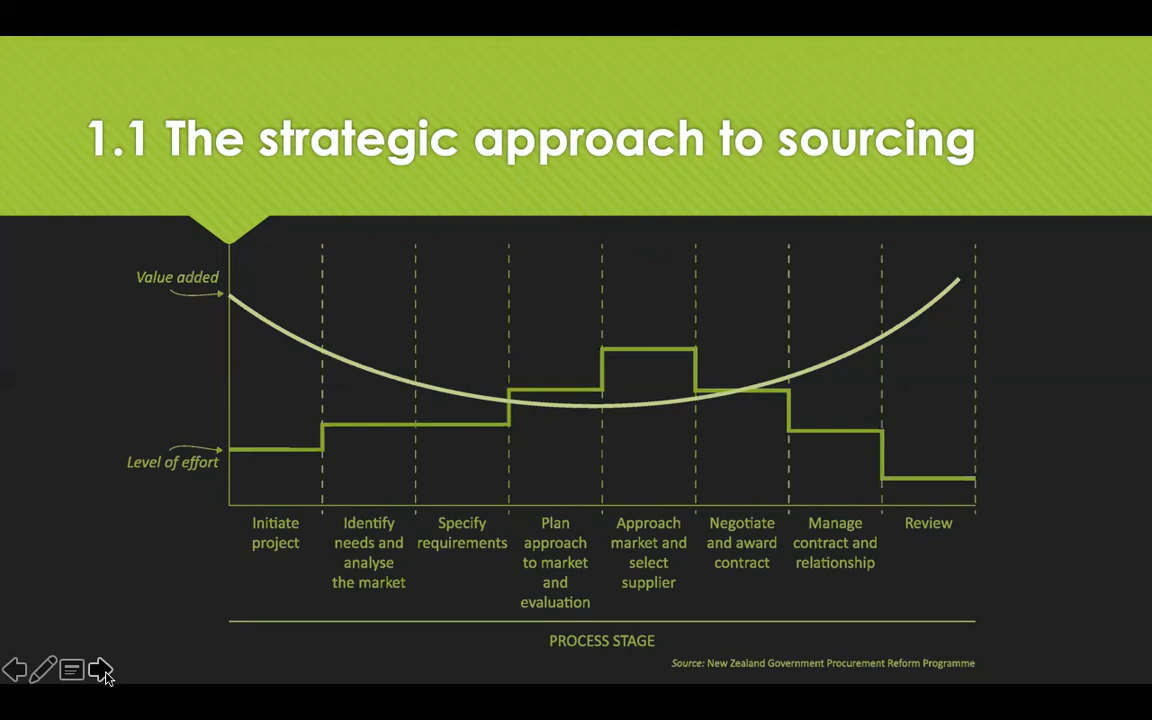 1.1 The strategic approach to sourcing
Value added
Level of effort
Initiate
project
Identify
needs and
analyse
the market
Specify
requirements
Plan
approach
to market
and
evaluation
Approach
market and
select
supplier
Negotiate
and award
contract
Manage
contract and
relationship
Review
PROCESS STAGE
Source: New Zealand Government Procurement Reform Programme